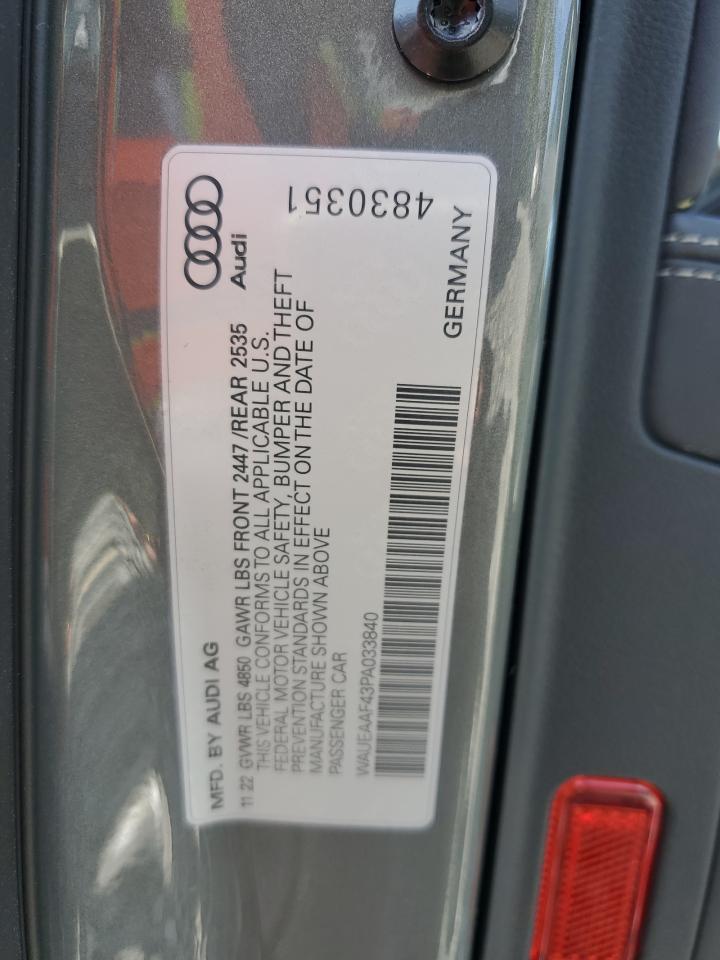 MFD. BY AUDI AG
Audi
11 22 GVWR LBS 4850 GAWR LBS FRONT 2447 /REAR 2535
THIS VEHICLE CONFORMS TO ALL APPLICABLE U.S.
FEDERAL MOTOR VEHICLE SAFETY, BUMPER AND THEFT
PREVENTION STANDARDS IN EFFECT ON THE DATE OF
MANUFACTURE SHOWN ABOVE
PASSENGER CAR
WAUEAAF43PA033840
GERMANY
4830351